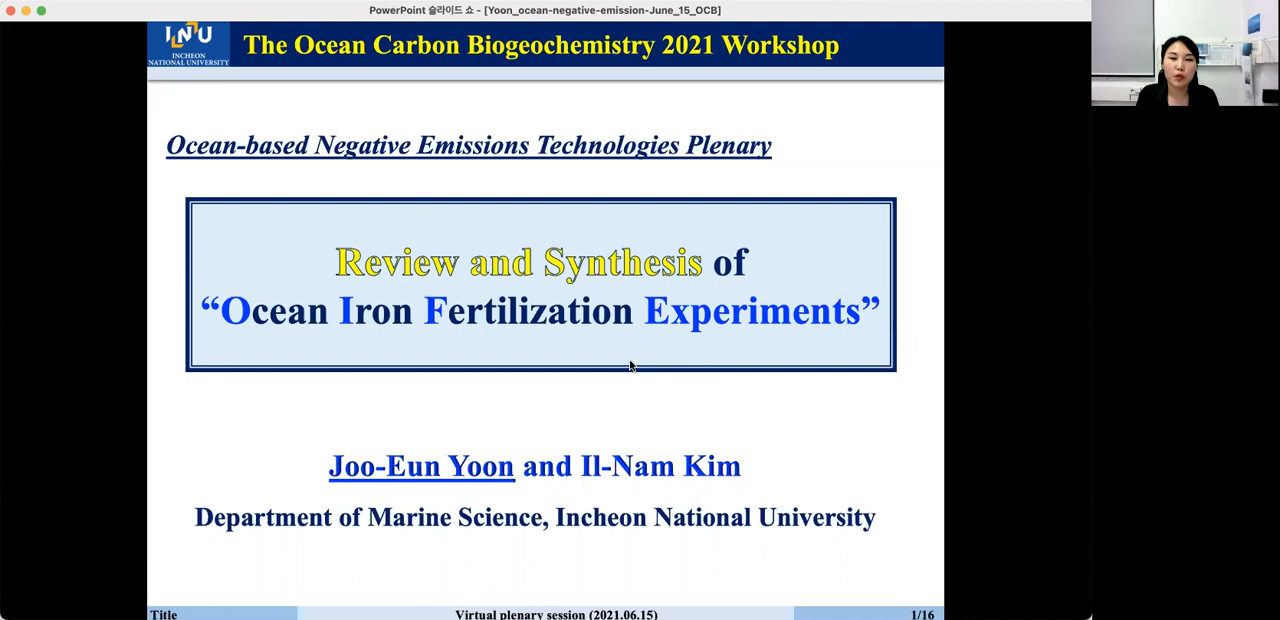 PowerPoint 슬라이드 쇼 - [Yoon_ocean-negative-emission-June_15_OCB]
INU
INCHEON
NATIONAL UNIVERSITY
The Ocean Carbon Biogeochemistry 2021 Workshop
Ocean-based Negative Emissions Technologies Plenary
Review and Synthesis of
“Ocean Iron Fertilization Experiments”
Joo-Eun Yoon and Il-Nam Kim
Department of Marine Science, Incheon National University
Title
Virtual plenary session (2021.06.15)
1/16